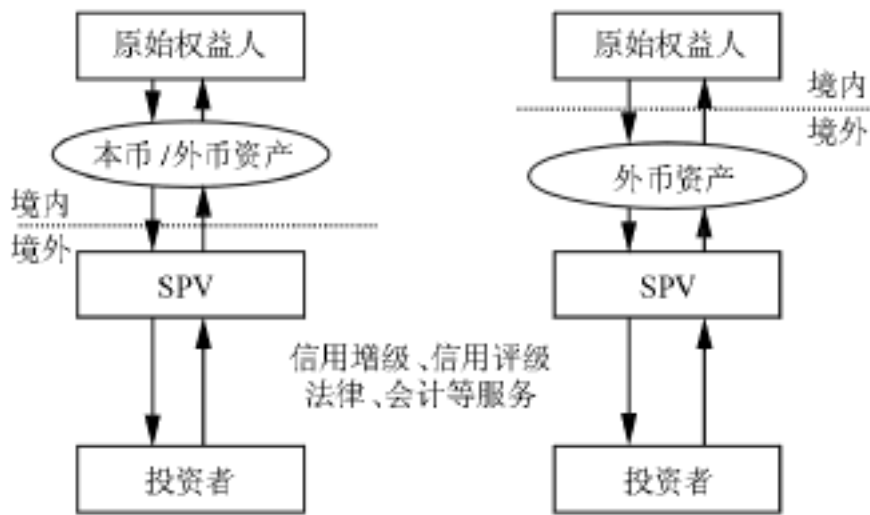 原始权益人
本币/外币资产
境内
境外
SPV
投资者
信用增级、信用评级
法律、会计等服务
原始权益人
境内
境外
外币资产
SPV
投资者